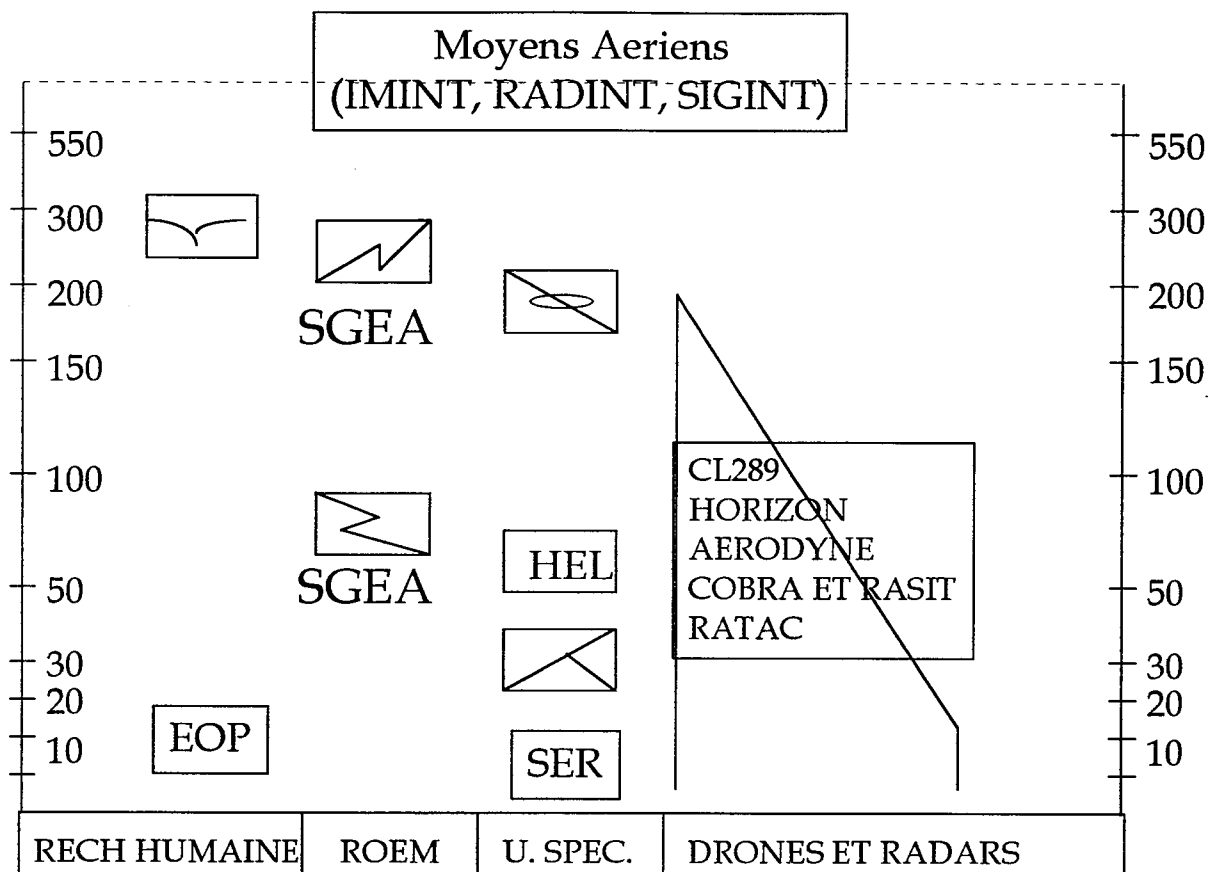 Moyens Aeriens
(IMINT, RADINT, SIGINT)
550
300
200
150
100
50
30
20
10
SGEA
SGEA
EOP
HEL
SER
CL289
HORIZON
AERODYNE
COBRA ET RASIT
RATAC
550
300
200
150
100
50
30
20
10
RECH HUMAINE
ROEM
U. SPEC.
DRONES ET RADARS